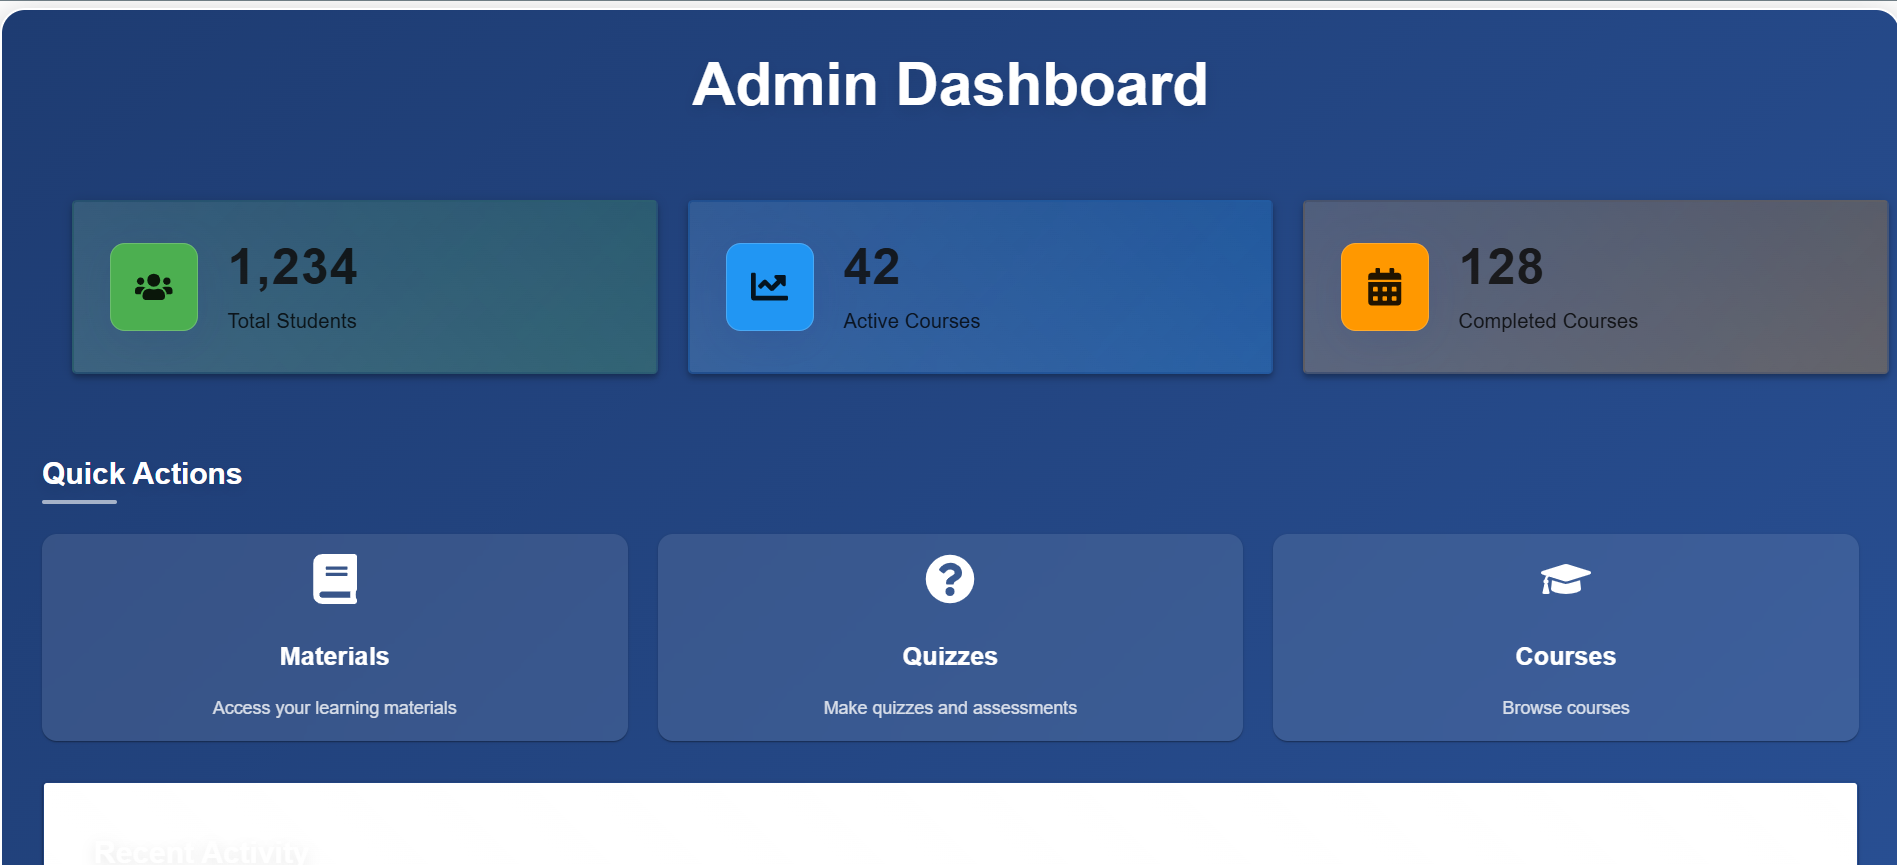 Admin Dashboard
1,234
Total Students
42
Active Courses
128
Completed Courses
Quick Actions
Materials
Access your learning materials
Quizzes
Make quizzes and assessments
Courses
Browse courses
Recent Activity